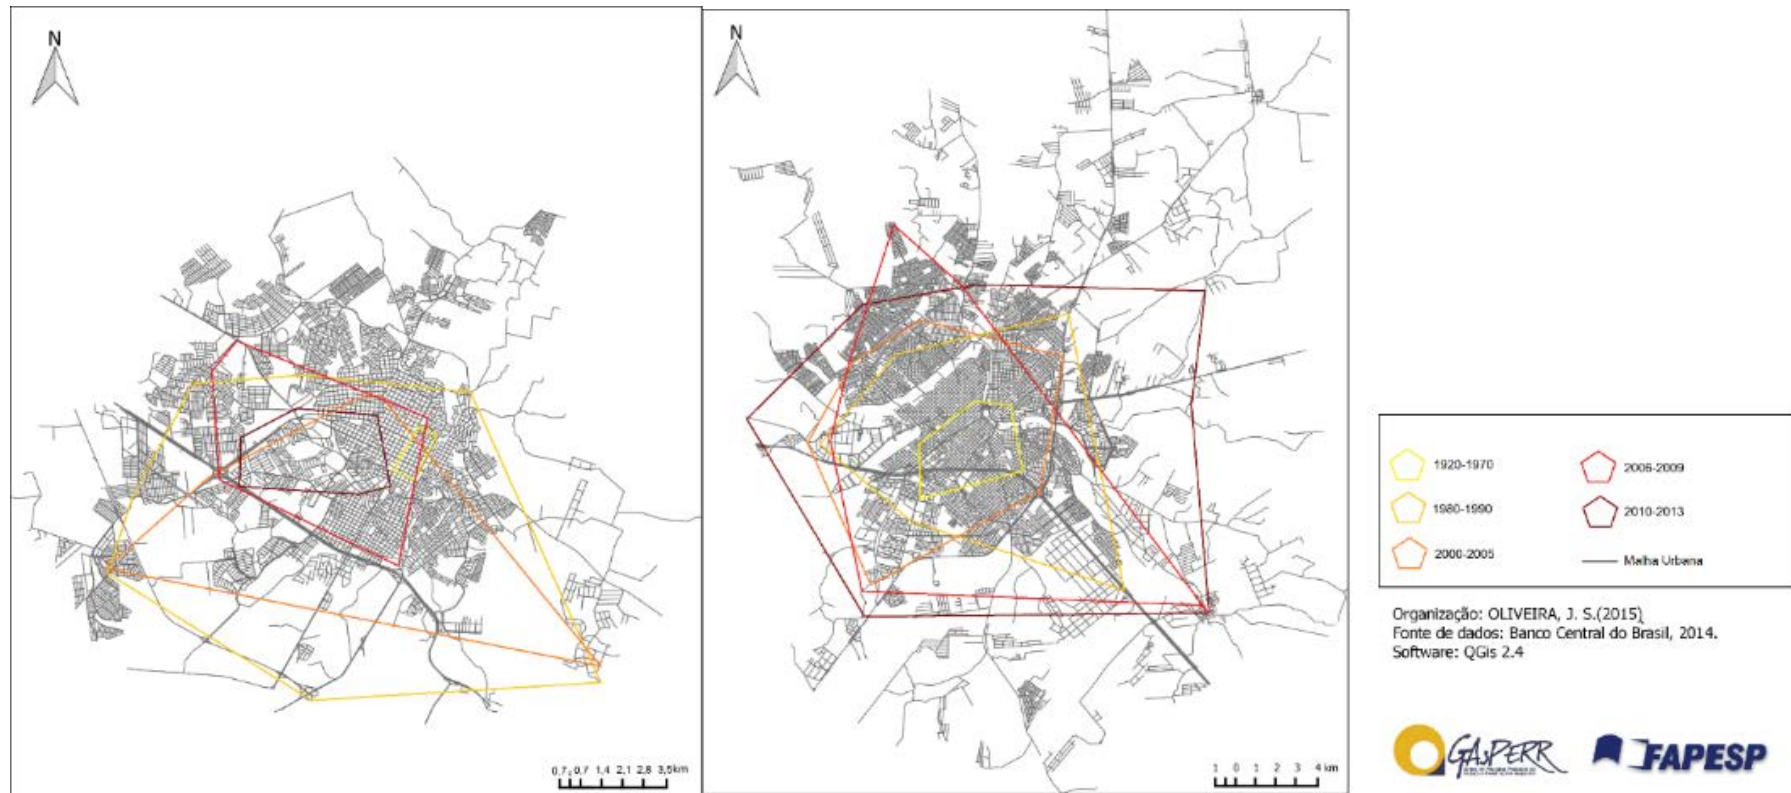 N
0,7 0 0,7 1,4 2,1 2,8 3,5km
N
1 0 1 2 3 4 km
1920-1970
1980-1990
2000-2005
2006-2009
2010-2013
Malha Urbana
Organização: OLIVEIRA, J. S.(2015)
Fonte de dados: Banco Central do Brasil, 2014.
Software: QGis 2.4
GAsPERR
FAPESP